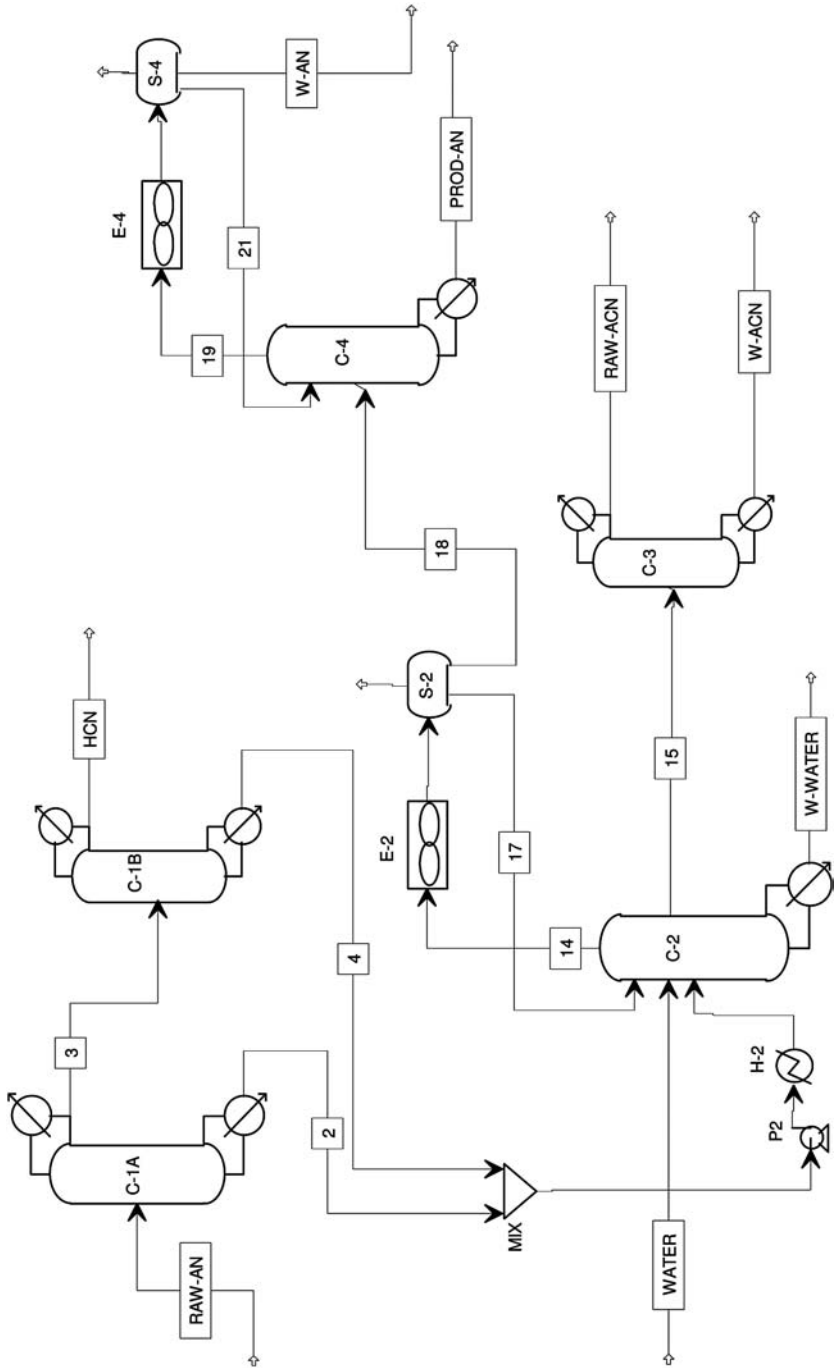 RAW-AN
C-1A
3
C-1B
HCN
2
4
MIX
P2
H-2
WATER
C-2
14
17
E-2
S-2
W-WATER
15
C-3
RAW-ACN
W-ACN
18
C-4
19
21
E-4
S-4
W-AN
PROD-AN